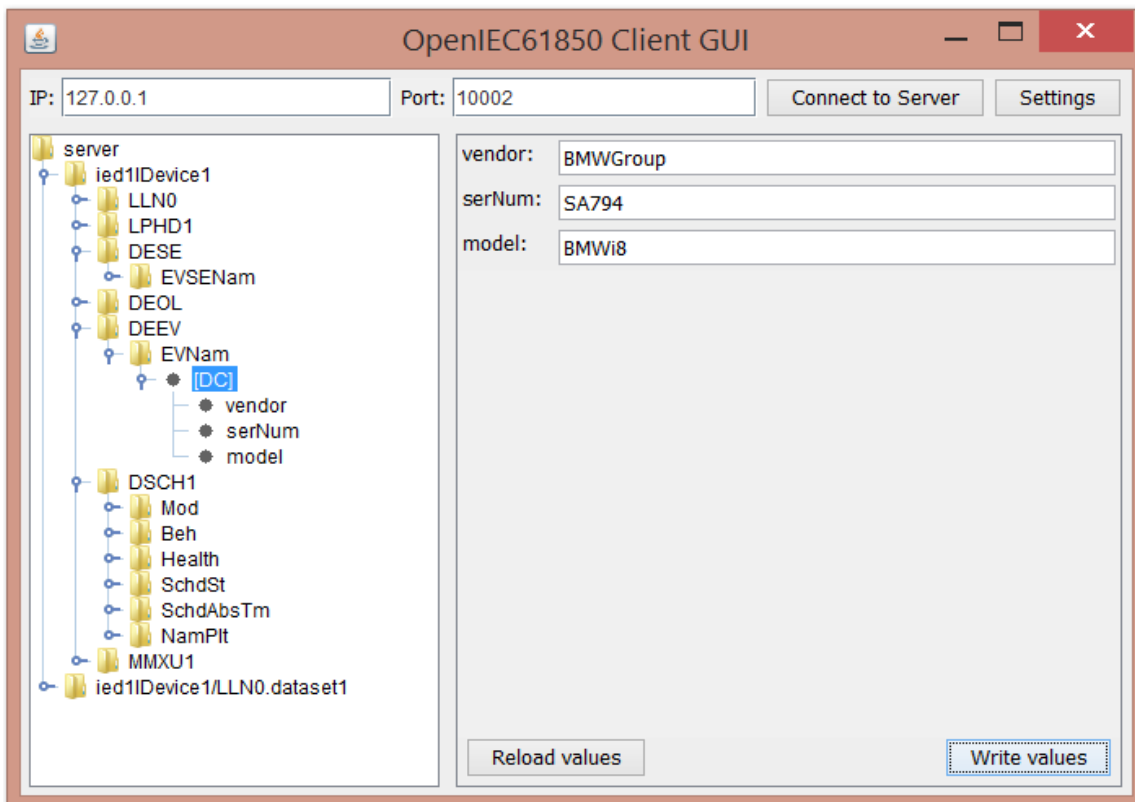 OpenIEC61850 Client GUI
IP: 127.0.0.1 Port: 10002 Connect to Server Settings
server
ied1lDevice1
LLN0
LPHD1
DESE
EVSENam
DEOL
DEEV
EVNam
[DC]
vendor
serNum
model
DSCH1
Mod
Beh
Health
SchdSt
SchdAbsTm
NamPlt
MMXU1
ied1lDevice1/LLN0.dataset1
vendor: BMWGroup
serNum: SA794
model: BMWi8
Reload values Write values